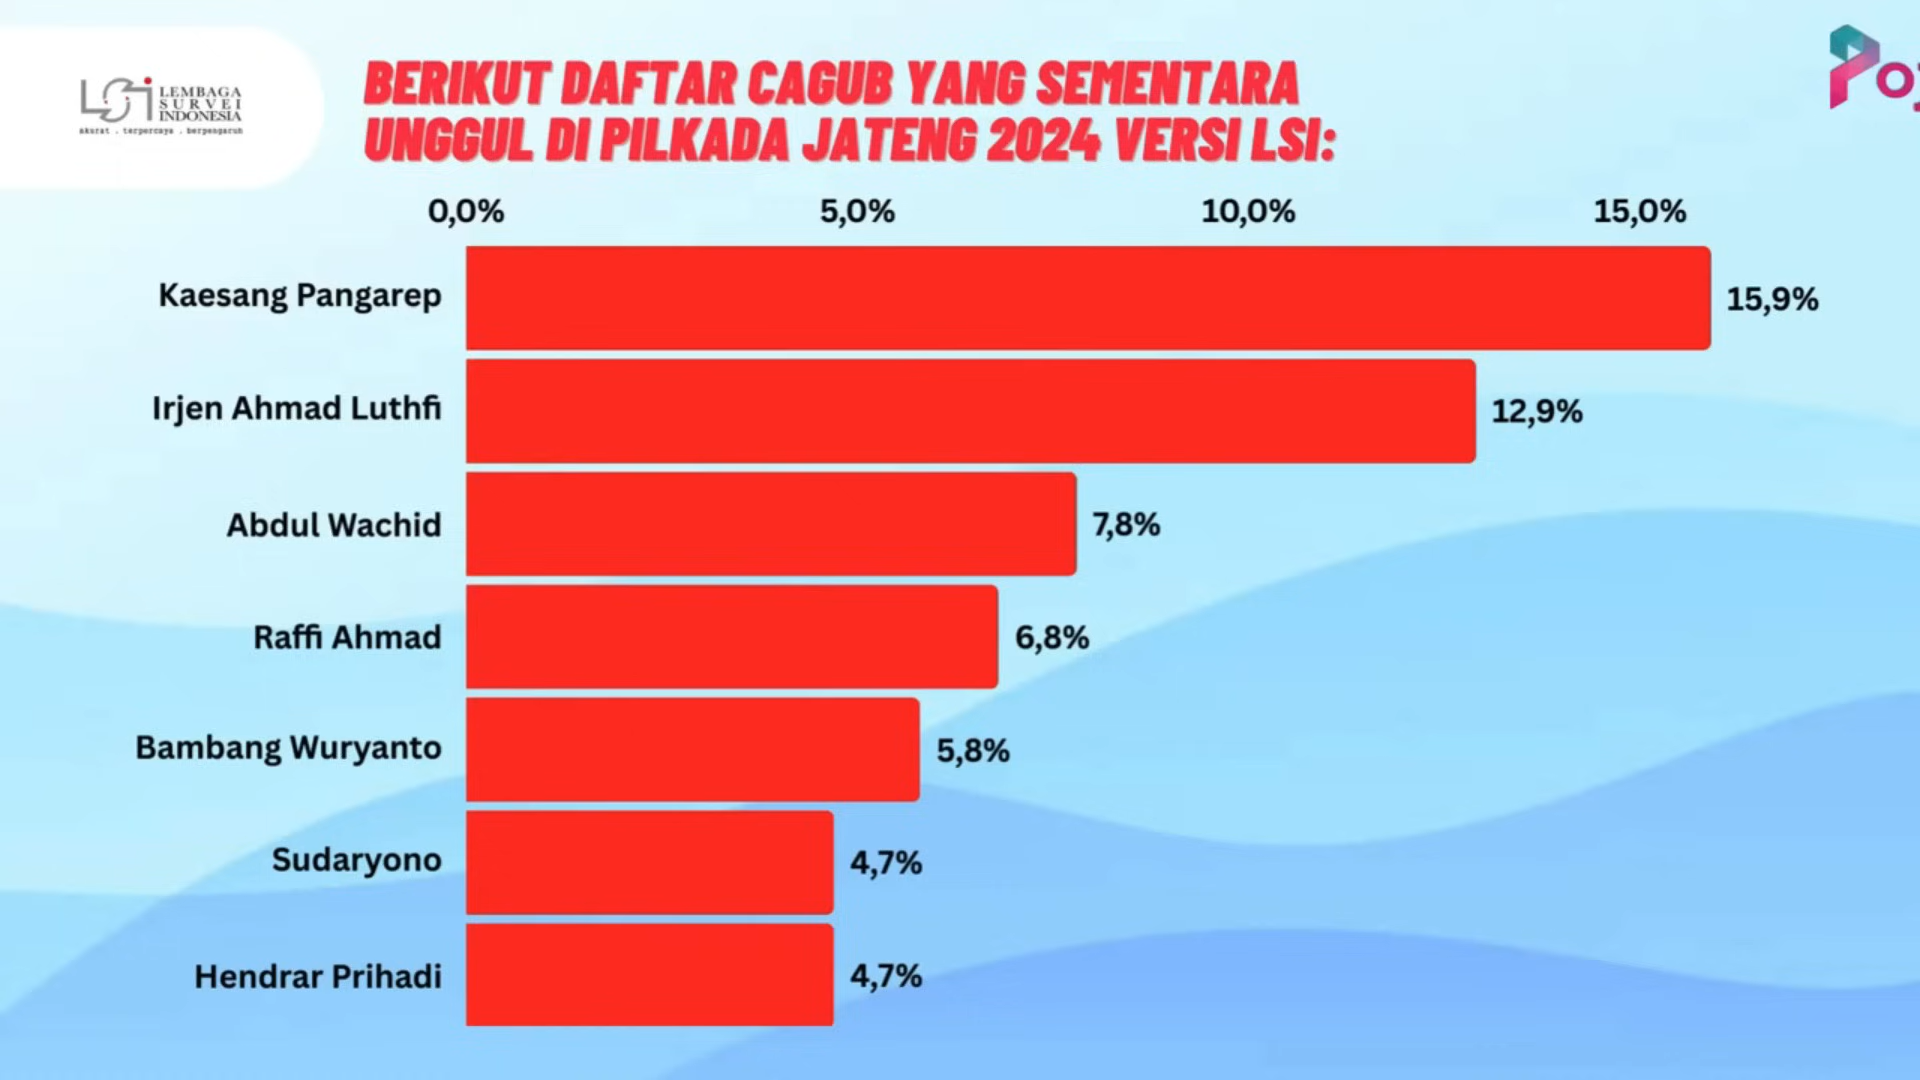 LSi LEMBAGA
SURVEI
INDONESIA
akurat . terpercaya . berpengaruh
BERIKUT DAFTAR CAGUB YANG SEMENTARA
UNGGUL DI PILKADA JATENG 2024 VERSI LSI:
0,0% 5,0% 10,0% 15,0%
Kaesang Pangarep 15,9%
Irjen Ahmad Luthfi 12,9%
Abdul Wachid 7,8%
Raffi Ahmad 6,8%
Bambang Wuryanto 5,8%
Sudaryono 4,7%
Hendrar Prihadi 4,7%